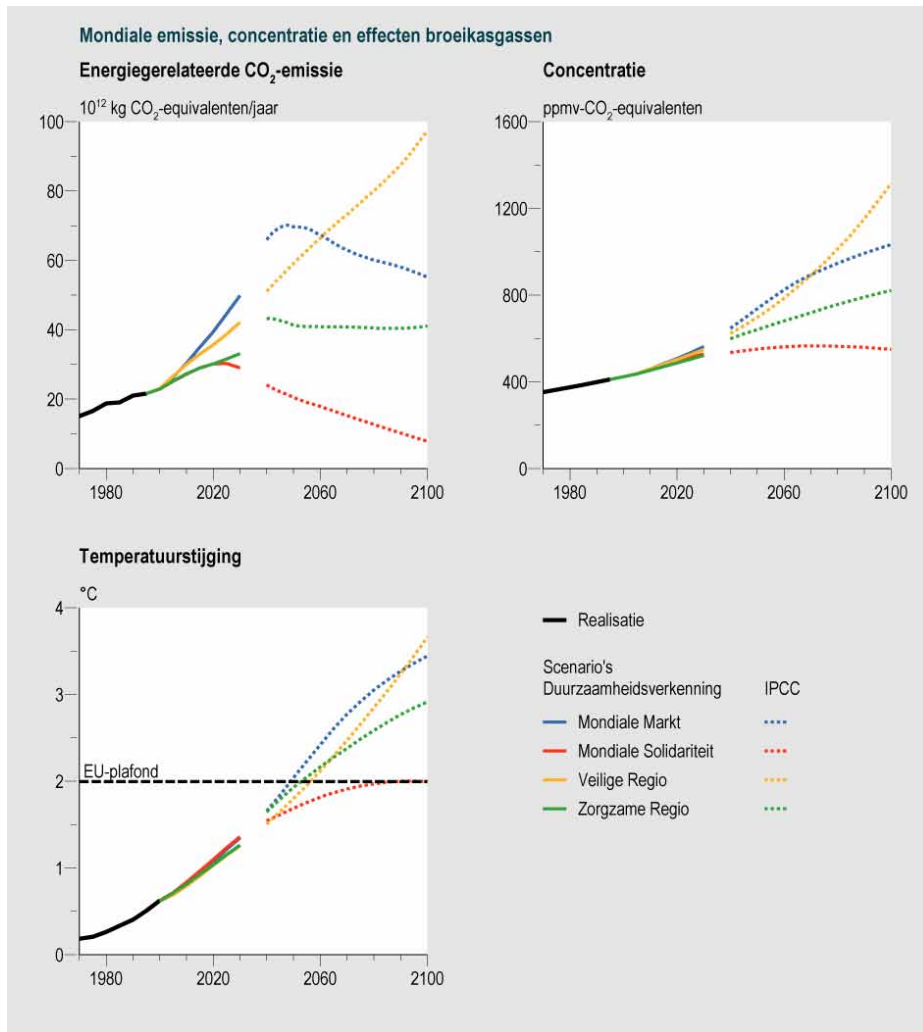 Mondiale emissie, concentratie en effecten broeikasgassen
Energiegerelateerde CO₂-emissie
10¹² kg CO₂-equivalenten/jaar
100
80
60
40
20
0
1980
2020
2060
2100
Concentratie
ppmv-CO₂-equivalenten
1600
1200
800
400
0
1980
2020
2060
2100
Temperatuurstijging
°C
4
3
2
1
0
EU-plafond
1980
2020
2060
2100
Realisatie
Scenario's
Duurzaamheidsverkenning IPCC
Mondiale Markt
Mondiale Solidariteit
Veilige Regio
Zorgzame Regio